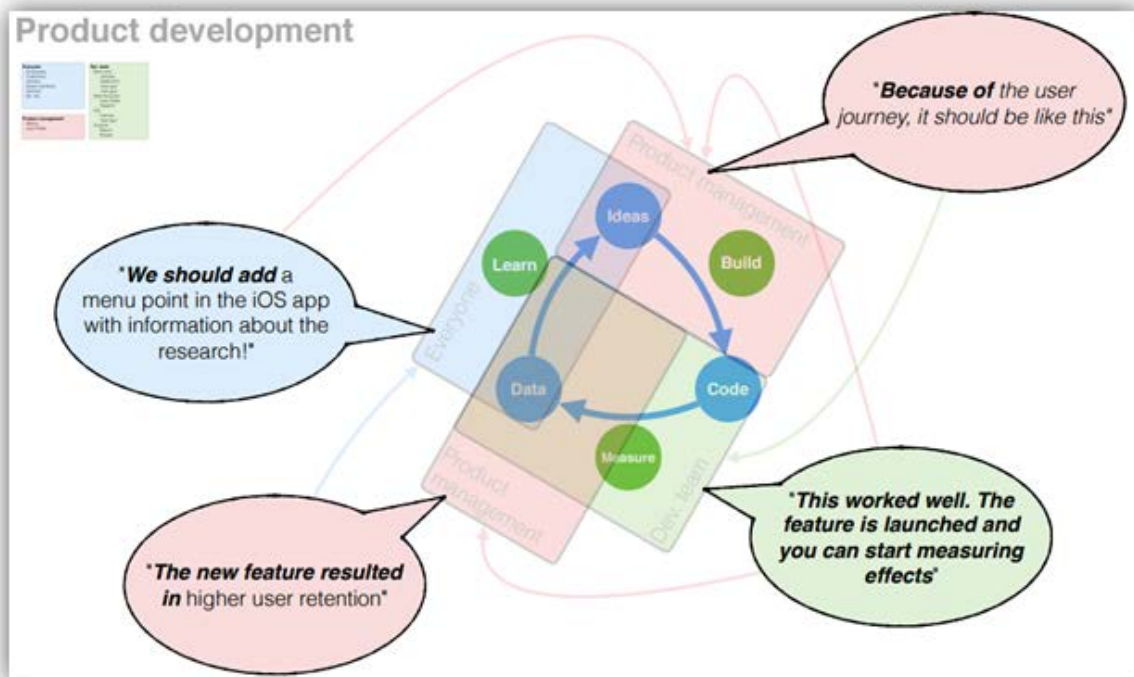 Product development
"Because of the user
journey, it should be like this"
Product management
Ideas
Learn
Build
"We should add a
menu point in the iOS app
with information about the
research!"
Everyone
Data
Code
Measure
Product
management
Dev. team
"This worked well. The
feature is launched and
you can start measuring
effects"
"The new feature resulted
in higher user retention"